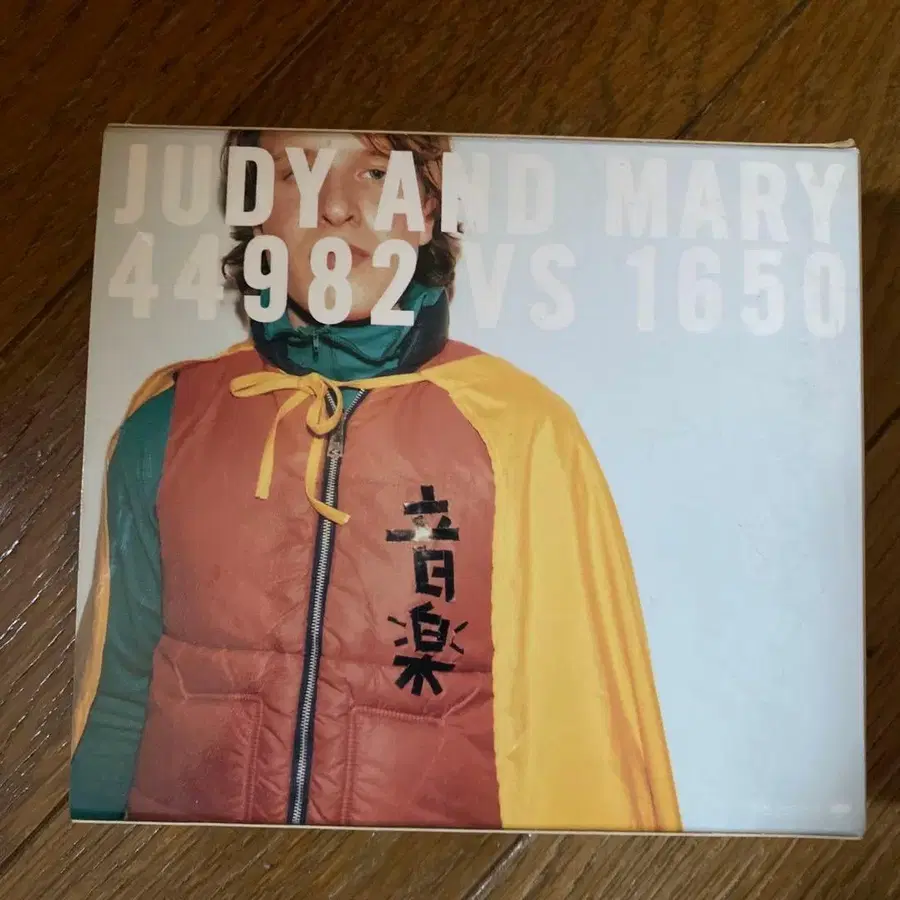 JUDY AND MARY
44982 VS 1650
音楽